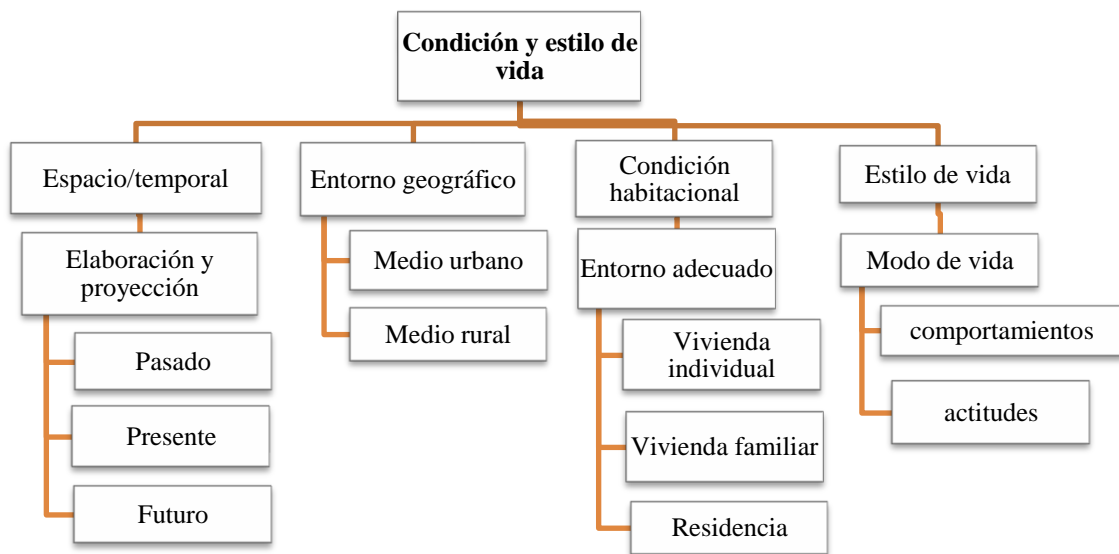 Condición y estilo de
vida
Espacio/temporal
Elaboración y
proyección
Pasado
Presente
Futuro
Entorno geográfico
Medio urbano
Medio rural
Condición
habitacional
Entorno adecuado
Vivienda
individual
Vivienda familiar
Residencia
Estilo de vida
Modo de vida
comportamientos
actitudes